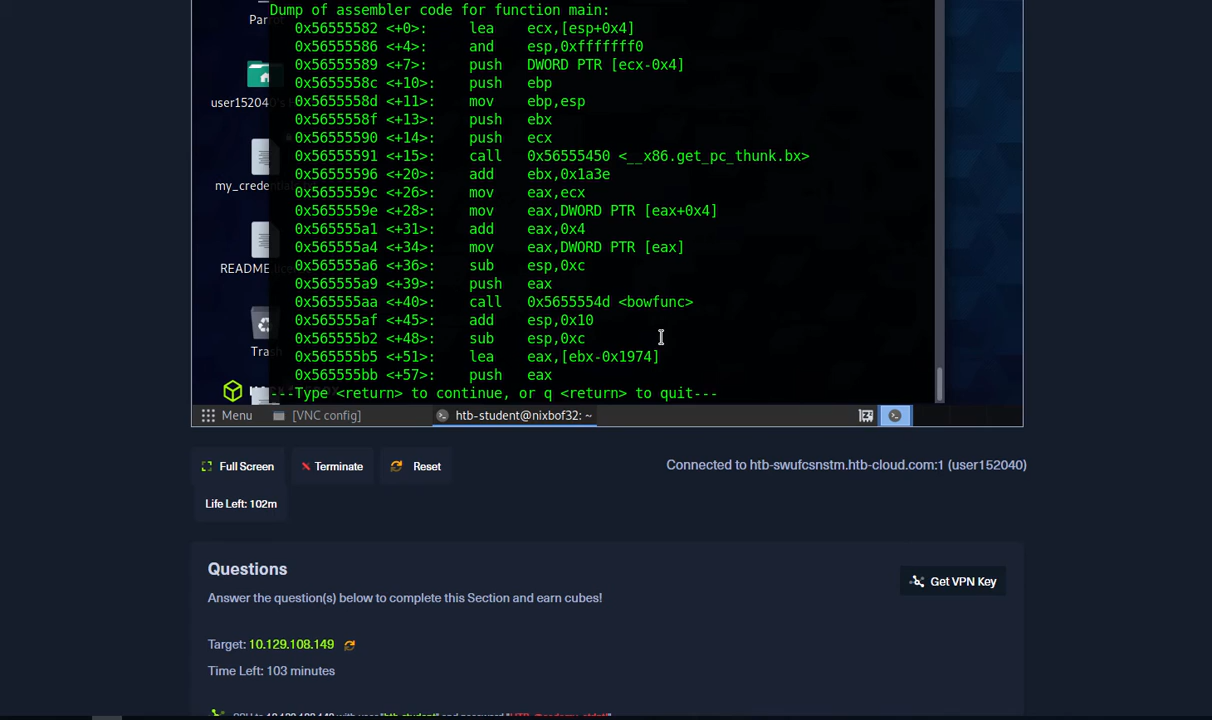 Dump of assembler code for function main:
0x56555582 <+0>: lea ecx,[esp+0x4]
0x56555586 <+4>: and esp,0xfffffff0
0x56555589 <+7>: push DWORD PTR [ecx-0x4]
0x5655558c <+10>: push ebp
0x5655558d <+11>: mov ebp,esp
0x5655558f <+13>: push ebx
0x56555590 <+14>: push ecx
0x56555591 <+15>: call 0x56555450 <__x86.get_pc_thunk.bx>
0x56555596 <+20>: add ebx,0x1a3e
0x5655559c <+26>: mov eax,ecx
0x5655559e <+28>: mov eax,DWORD PTR [eax+0x4]
0x565555a1 <+31>: add eax,0x4
0x565555a4 <+34>: mov eax,DWORD PTR [eax]
0x565555a6 <+36>: sub esp,0xc
0x565555a9 <+39>: push eax
0x565555aa <+40>: call 0x5655554d <bowfunc>
0x565555af <+45>: add esp,0x10
0x565555b2 <+48>: sub esp,0xc
0x565555b5 <+51>: lea eax,[ebx-0x1974]
0x565555bb <+57>: push eax
---Type <return> to continue, or q <return> to quit---
user152040's
README
Trash
Menu
[VNC config]
htb-student@nixbof32: ~
Full Screen
Terminate
Reset
Connected to htb-swufcsnstm.htb-cloud.com:1 (user152040)
Life Left: 102m
Questions
Get VPN Key
Answer the question(s) below to complete this Section and earn cubes!
Target: 10.129.108.149
Time Left: 103 minutes